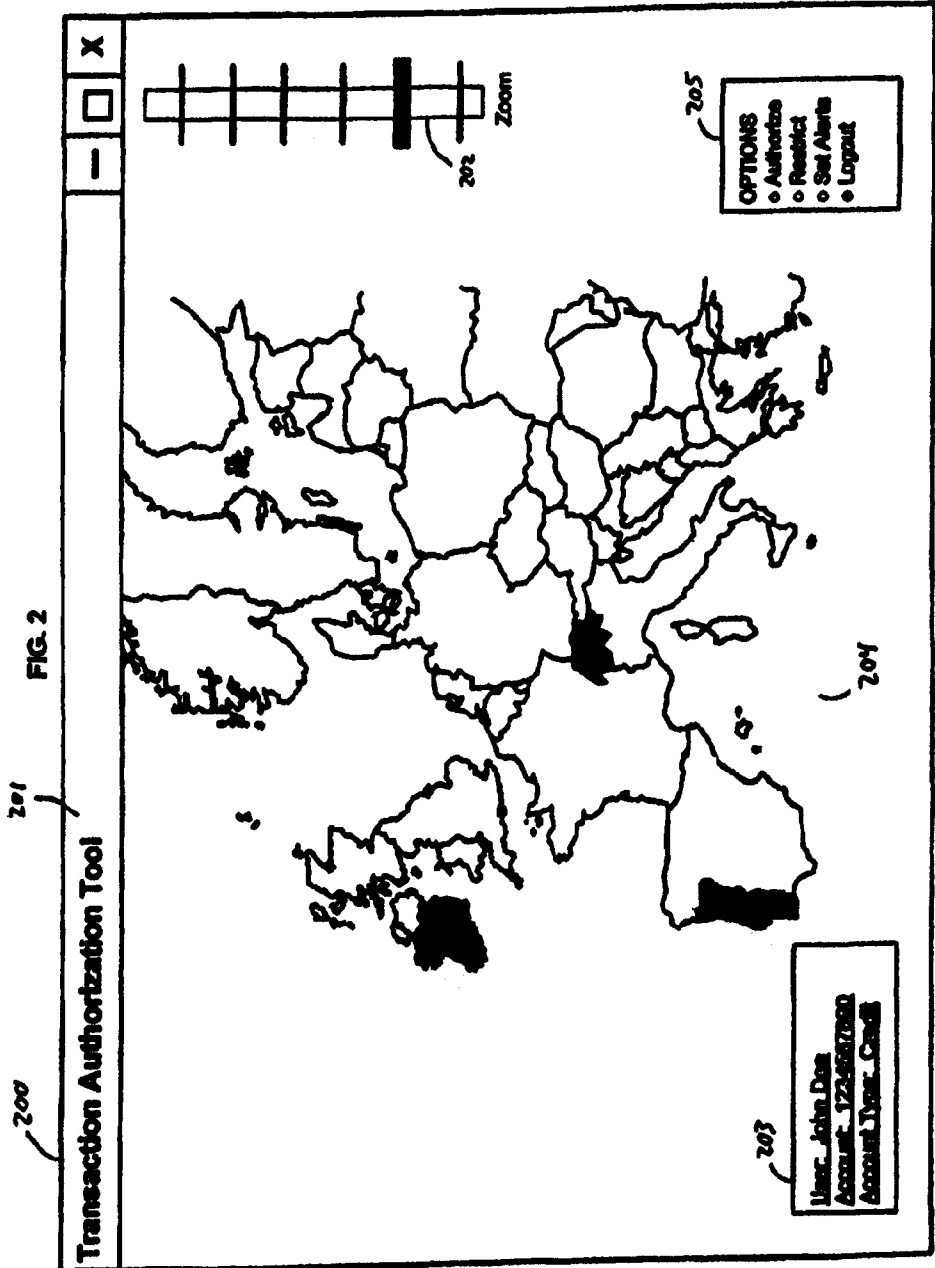 FIG. 2
200
201
Transaction Authorization Tool
X
202
Zoom
203
User: John Doe
Account: 1234567890
Account Type: Credit
204
205
OPTIONS
Authorize
Restrict
Set Alerts
Logout